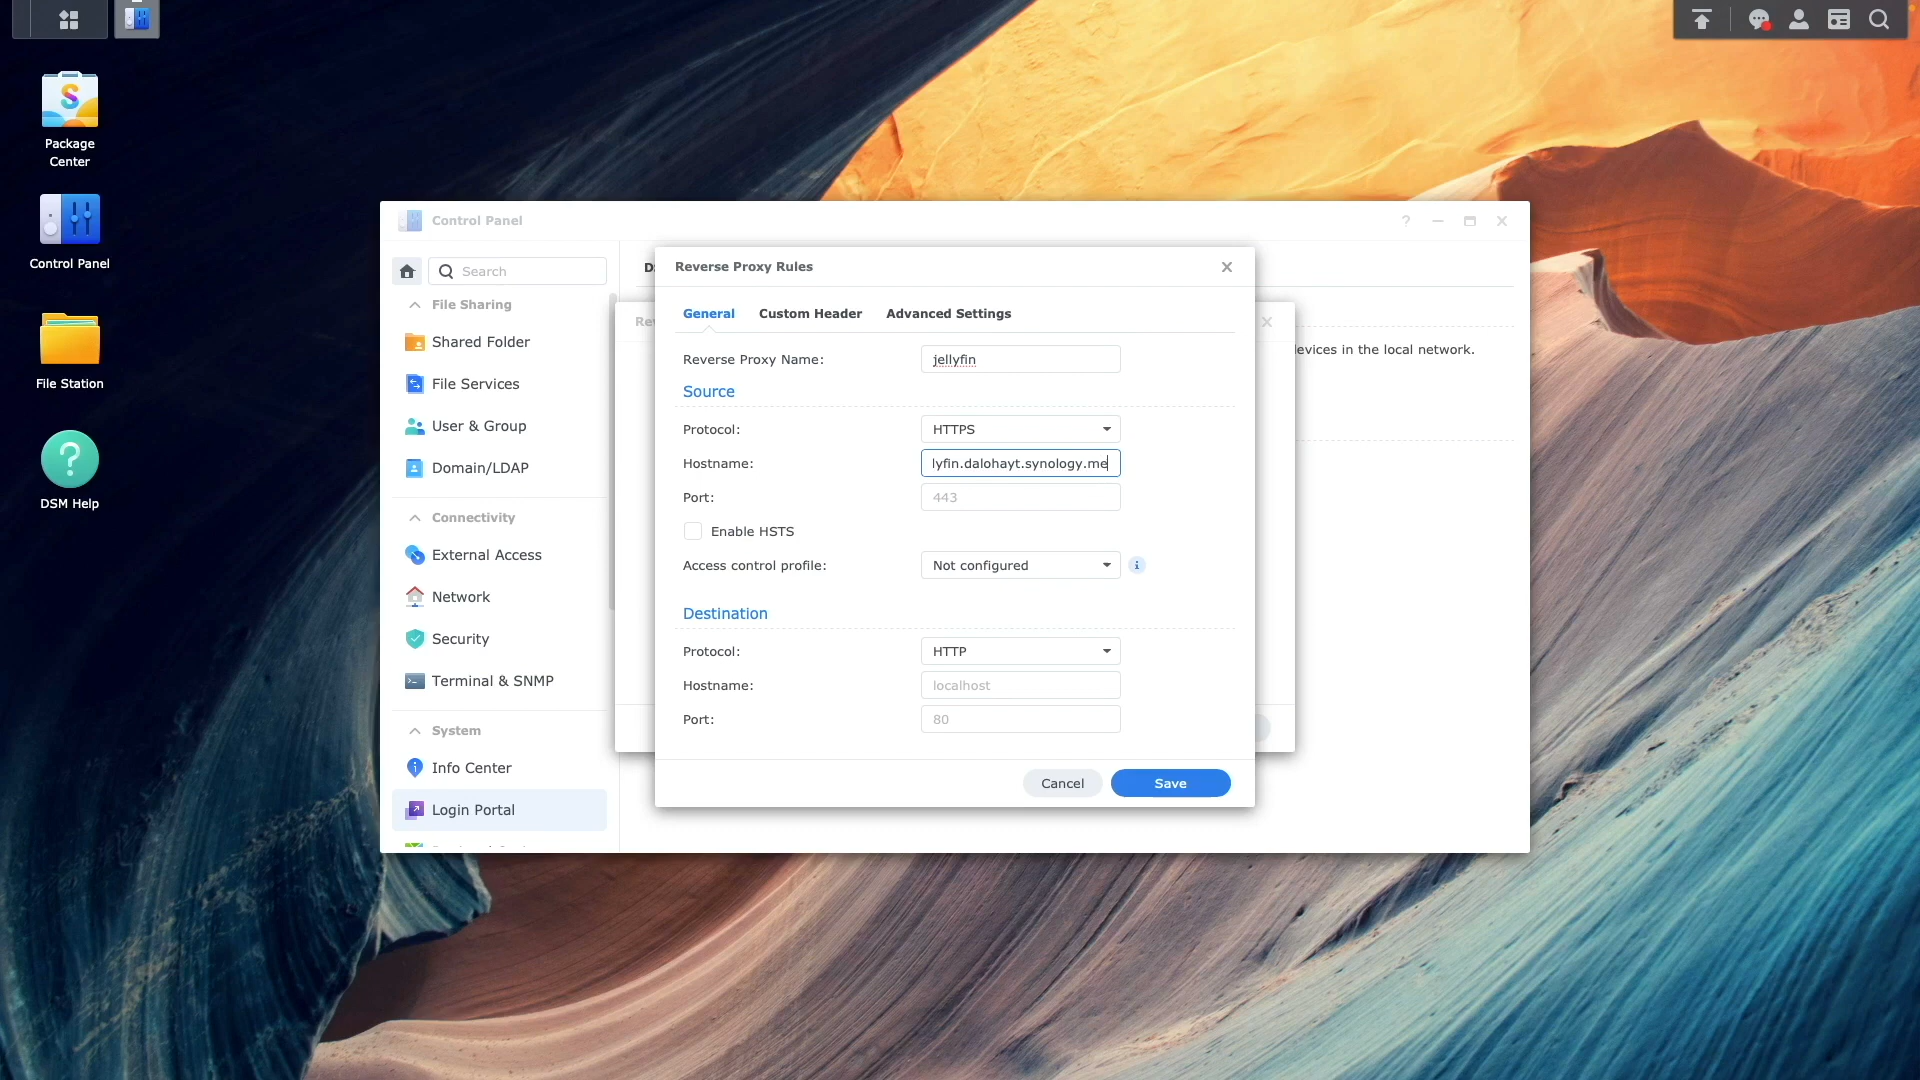 Package
Center
Control Panel
File Station
DSM Help
Control Panel
Search
File Sharing
Shared Folder
File Services
User & Group
Domain/LDAP
Connectivity
External Access
Network
Security
Terminal & SNMP
System
Info Center
Login Portal
Reverse Proxy Rules
General Custom Header Advanced Settings
Reverse Proxy Name: jellyfin
Source
Protocol: HTTPS
Hostname: lyfin.dalohayt.synology.me
Port: 443
Enable HSTS
Access control profile: Not configured
Destination
Protocol: HTTP
Hostname: localhost
Port: 80
Cancel Save
devices in the local network.